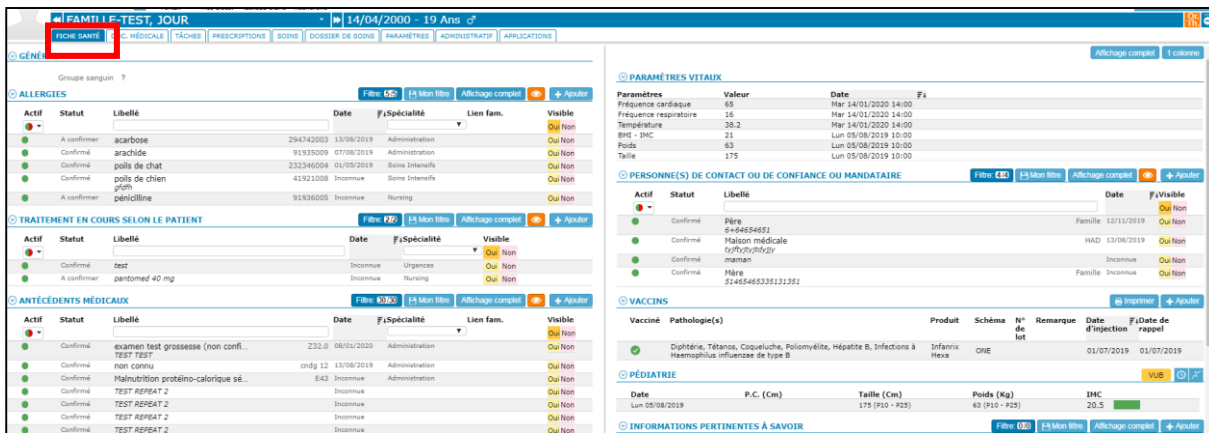 FAMILLE-TEST, JOUR 14/04/2000 - 19 Ans ♂
FICHE SANTÉ DOC. MÉDICALE TÂCHES PRESCRIPTIONS SOINS DOSSIER DE SOINS PARAMÈTRES ADMINISTRATIF APPLICATIONS
Affichage complet 1 colonne
Groupe sanguin ?
ALLERGIES Filtre: 5/5 Mon filtre Affichage complet + Ajouter
Actif Statut Libellé Date Spécialité Lien fam. Visible
Oui Non
A confirmer acarbose 294742003 13/08/2019 Administration Oui Non
Confirmé arachide 91935009 07/08/2019 Administration Oui Non
Confirmé poils de chat 232346004 01/05/2019 Soins Intensifs Oui Non
Confirmé poils de chien 41921008 Inconnue Soins Intensifs Oui Non
gfdfh
A confirmer pénicilline 91936005 Inconnue Nursing Oui Non
TRAITEMENT EN COURS SELON LE PATIENT Filtre: 2/2 Mon filtre Affichage complet + Ajouter
Actif Statut Libellé Date Spécialité Visible
Oui Non
Confirmé test Inconnue Urgences Oui Non
A confirmer pantomed 40 mg Inconnue Nursing Oui Non
ANTÉCÉDENTS MÉDICAUX Filtre: 30/30 Mon filtre Affichage complet + Ajouter
Actif Statut Libellé Date Spécialité Lien fam. Visible
Oui Non
Confirmé examen test grossesse (non confi... Z32.0 08/01/2020 Administration Oui Non
TEST TEST
Confirmé non connu cndg 12 13/08/2019 Administration Oui Non
Confirmé Malnutrition protéino-calorique sé... E43 Inconnue Administration Oui Non
Confirmé TEST REPEAT 2 Inconnue Oui Non
Confirmé TEST REPEAT 2 Inconnue Oui Non
Confirmé TEST REPEAT 2 Inconnue Oui Non
Confirmé TEST REPEAT 2 Inconnue Oui Non
PARAMÈTRES VITAUX
Paramètres Valeur Date
Fréquence cardiaque 65 Mar 14/01/2020 14:00
Fréquence respiratoire 16 Mar 14/01/2020 14:00
Température 38.2 Mar 14/01/2020 14:00
BMI - IMC 21 Lun 05/08/2019 10:00
Poids 63 Lun 05/08/2019 10:00
Taille 175 Lun 05/08/2019 10:00
PERSONNE(S) DE CONTACT OU DE CONFIANCE OU MANDATAIRE Filtre: 4/4 Mon filtre Affichage complet + Ajouter
Actif Statut Libellé Date Visible
Oui Non
Confirmé Père Famille 12/11/2019 Oui Non
6+64654651
Confirmé Maison médicale HAD 13/08/2019 Oui Non
Confirmé maman Inconnue Oui Non
Confirmé Mère Famille Inconnue Oui Non
51465465335131351
VACCINS Imprimer + Ajouter
Vacciné Pathologie(s) Produit Schéma N° de lot Remarque Date d'injection Date de rappel
Diphtérie, Tétanos, Coqueluche, Poliomyélite, Hépatite B, Infections à Haemophilus influenzae de type B Infanrix Hexa ONE 01/07/2019 01/07/2019
PÉDIATRIE VUB
Date P.C. (Cm) Taille (Cm) Poids (Kg) IMC
Lun 05/08/2019 175 (P10 - P25) 63 (P10 - P25) 20.5
INFORMATIONS PERTINENTES À SAVOIR Filtre: 0/0 Mon filtre Affichage complet + Ajouter